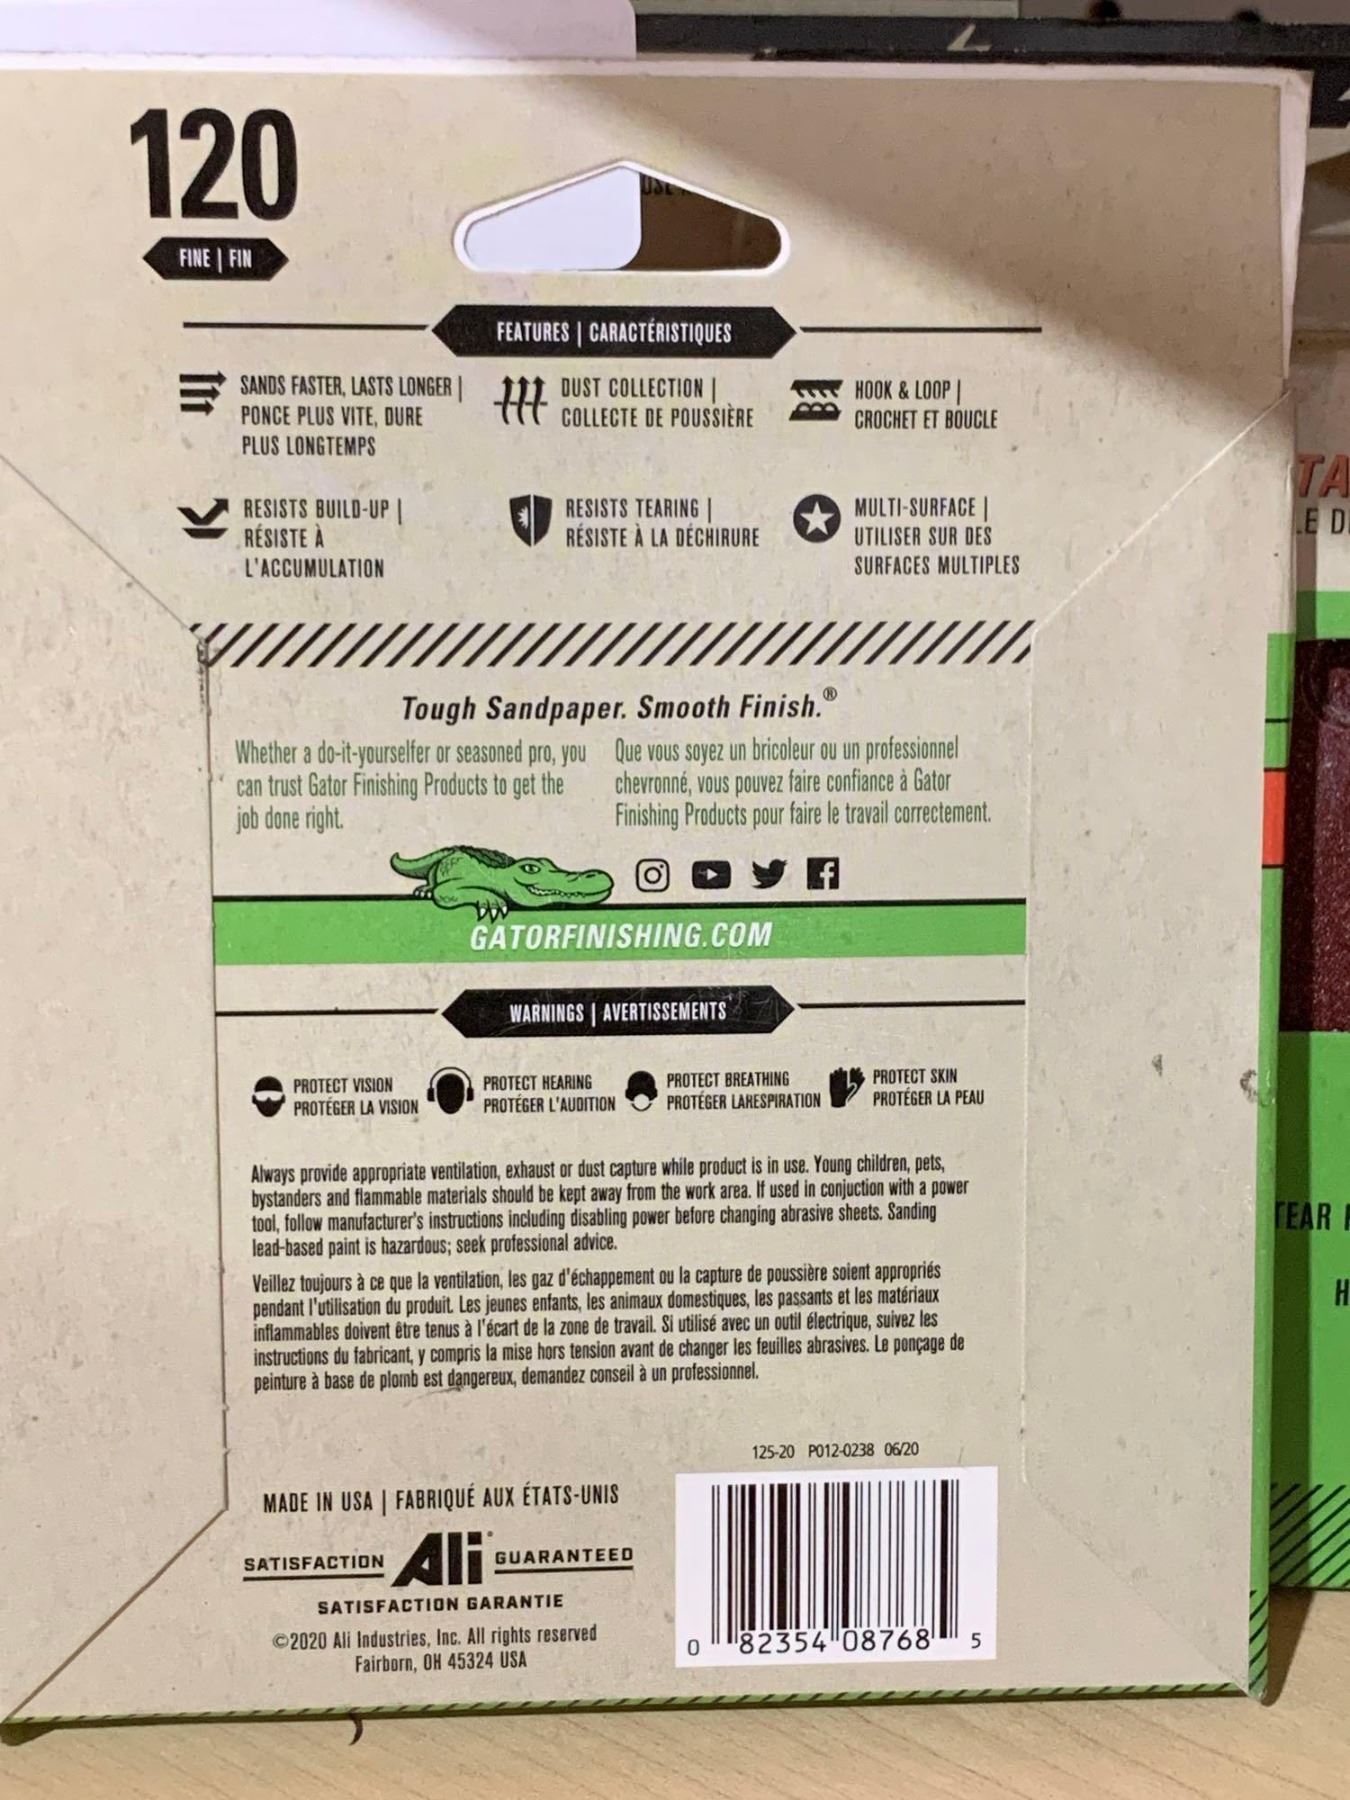 120
FINE | FIN
USE
FEATURES | CARACTÉRISTIQUES
SANDS FASTER, LASTS LONGER |
PONCE PLUS VITE, DURE
PLUS LONGTEMPS
DUST COLLECTION |
COLLECTE DE POUSSIÈRE
HOOK & LOOP |
CROCHET ET BOUCLE
RESISTS BUILD-UP |
RÉSISTE À
L'ACCUMULATION
RESISTS TEARING |
RÉSISTE À LA DÉCHIRURE
MULTI-SURFACE |
UTILISER SUR DES
SURFACES MULTIPLES
Tough Sandpaper. Smooth Finish.®
Whether a do-it-yourselfer or seasoned pro, you
can trust Gator Finishing Products to get the
job done right.
Que vous soyez un bricoleur ou un professionnel
chevronné, vous pouvez faire confiance à Gator
Finishing Products pour faire le travail correctement.
GATORFINISHING.COM
WARNINGS | AVERTISSEMENTS
PROTECT VISION
PROTÉGER LA VISION
PROTECT HEARING
PROTÉGER L'AUDITION
PROTECT BREATHING
PROTÉGER LARESPIRATION
PROTECT SKIN
PROTÉGER LA PEAU
Always provide appropriate ventilation, exhaust or dust capture while product is in use. Young children, pets,
bystanders and flammable materials should be kept away from the work area. If used in conjuction with a power
tool, follow manufacturer's instructions including disabling power before changing abrasive sheets. Sanding
lead-based paint is hazardous; seek professional advice.
Veillez toujours à ce que la ventilation, les gaz d'échappement ou la capture de poussière soient appropriés
pendant l'utilisation du produit. Les jeunes enfants, les animaux domestiques, les passants et les matériaux
inflammables doivent être tenus à l'écart de la zone de travail. Si utilisé avec un outil électrique, suivez les
instructions du fabricant, y compris la mise hors tension avant de changer les feuilles abrasives. Le ponçage de
peinture à base de plomb est dangereux, demandez conseil à un professionnel.
125-20 P012-0238 06/20
MADE IN USA | FABRIQUÉ AUX ÉTATS-UNIS
SATISFACTION Ali GUARANTEED
SATISFACTION GARANTIE
©2020 Ali Industries, Inc. All rights reserved
Fairborn, OH 45324 USA
0 82354 08768 5
TA
LE D
TEAR
H